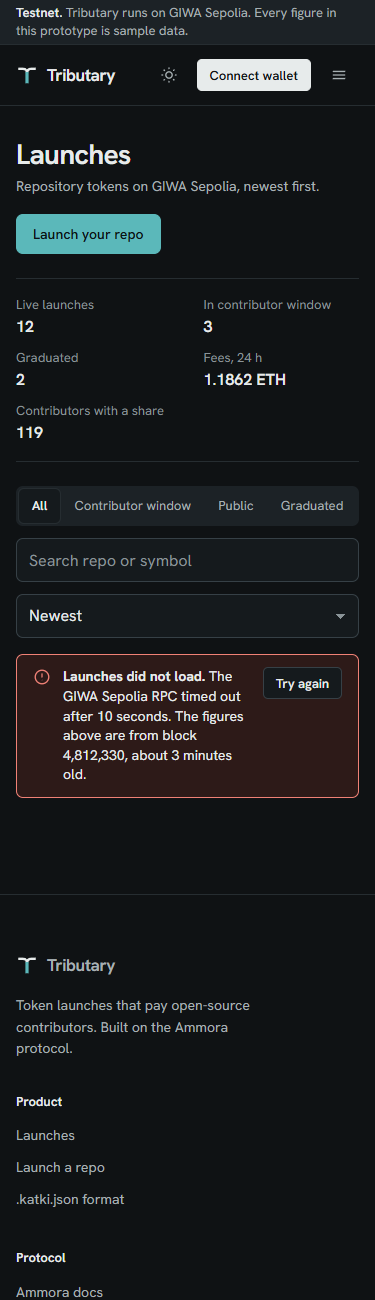 Testnet. Tributary runs on GIWA Sepolia. Every figure in
this prototype is sample data.
Tributary
Connect wallet
Launches
Repository tokens on GIWA Sepolia, newest first.
Launch your repo
Live launches
12
In contributor window
3
Graduated
2
Fees, 24 h
1.1862 ETH
Contributors with a share
119
All
Contributor window
Public
Graduated
Search repo or symbol
Newest
Launches did not load. The
GIWA Sepolia RPC timed out
after 10 seconds. The figures
above are from block
4,812,330, about 3 minutes
old.
Try again
Tributary
Token launches that pay open-source
contributors. Built on the Ammora
protocol.
Product
Launches
Launch a repo
.katki.json format
Protocol
Ammora docs